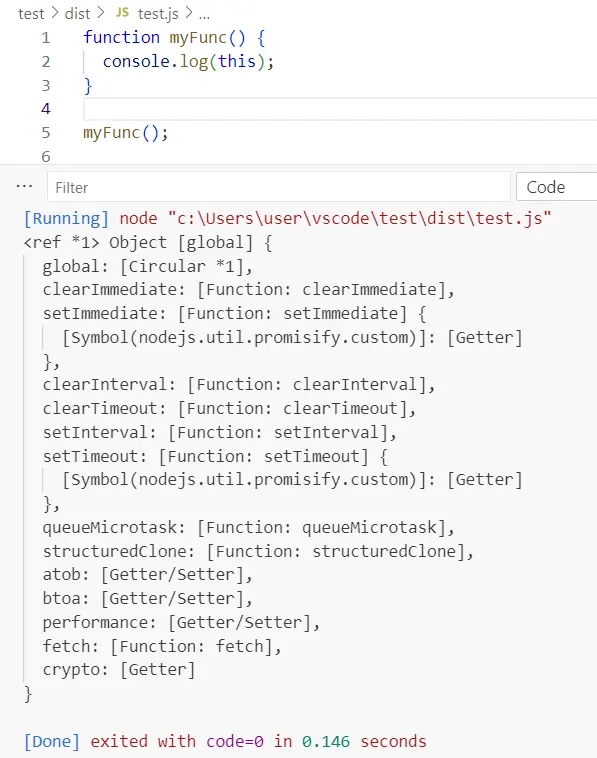 test > dist > JS test.js > ...
1 function myFunc() {
2 console.log(this);
3 }
4
5 myFunc();
6
... Filter Code
[Running] node "c:\Users\user\vscode\test\dist\test.js"
<ref *1> Object [global] {
global: [Circular *1],
clearImmediate: [Function: clearImmediate],
setImmediate: [Function: setImmediate] {
[Symbol(nodejs.util.promisify.custom)]: [Getter]
},
clearInterval: [Function: clearInterval],
clearTimeout: [Function: clearTimeout],
setInterval: [Function: setInterval],
setTimeout: [Function: setTimeout] {
[Symbol(nodejs.util.promisify.custom)]: [Getter]
},
queueMicrotask: [Function: queueMicrotask],
structuredClone: [Function: structuredClone],
atob: [Getter/Setter],
btoa: [Getter/Setter],
performance: [Getter/Setter],
fetch: [Function: fetch],
crypto: [Getter]
}
[Done] exited with code=0 in 0.146 seconds